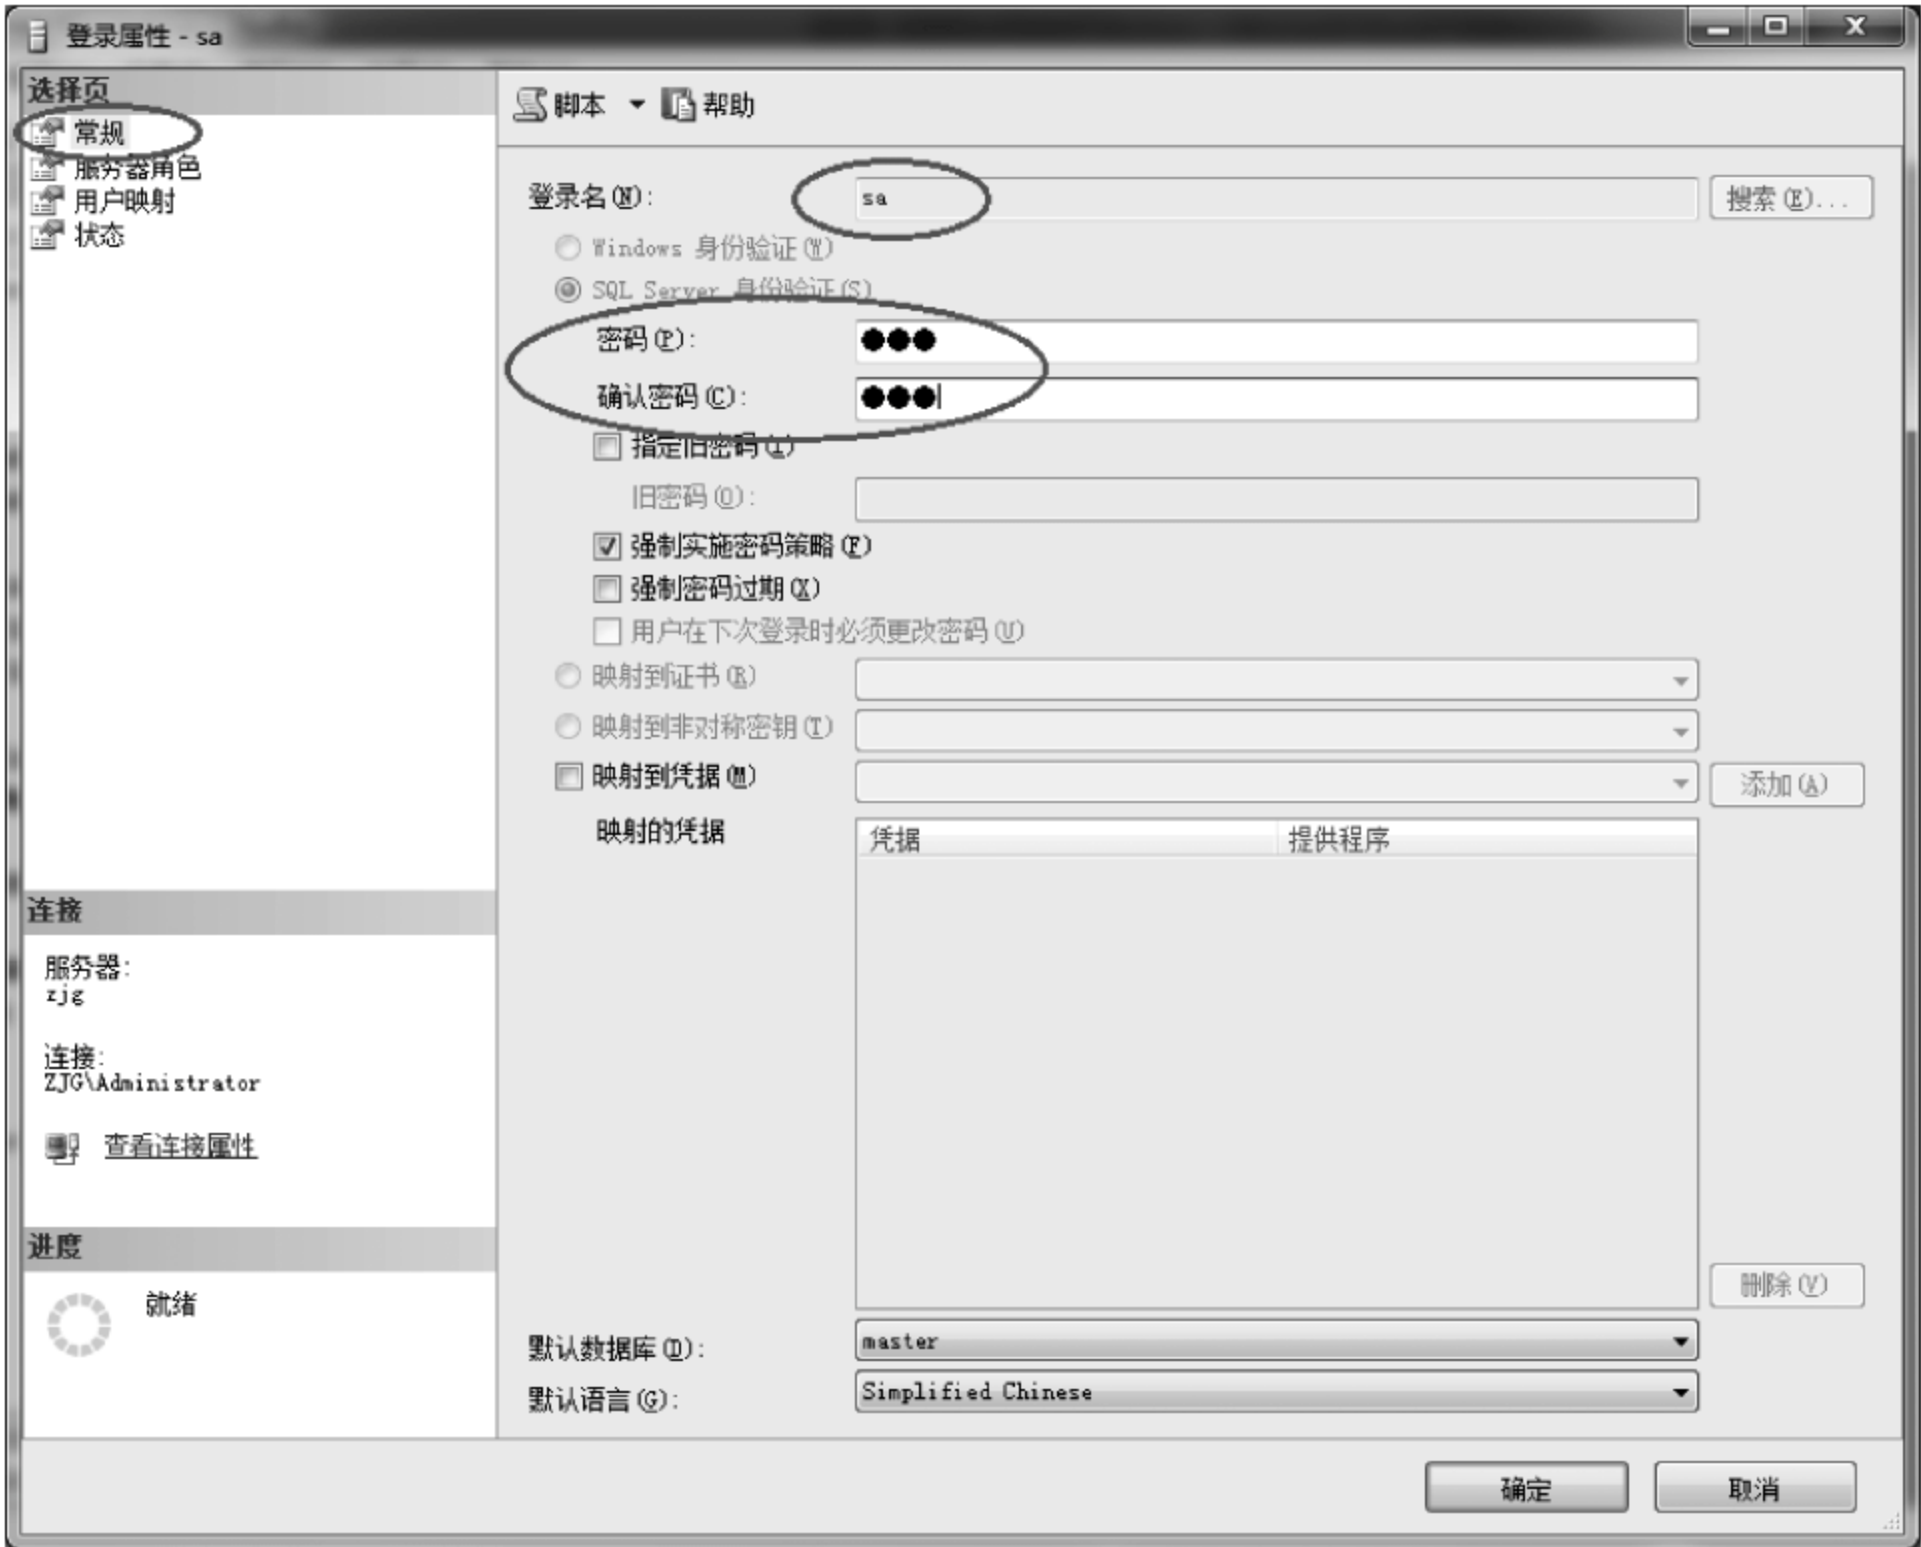 登录属性 - sa
选择页
常规
服务器角色
用户映射
状态
脚本 帮助
登录名(N): sa 搜索(E)...
Windows 身份验证(W)
SQL Server 身份验证(S)
密码(P): ●●●
确认密码(C): ●●●
指定旧密码(I)
旧密码(O):
强制实施密码策略(F)
强制密码过期(X)
用户在下次登录时必须更改密码(U)
映射到证书(R)
映射到非对称密钥(T)
映射到凭据(M) 添加(A)
映射的凭据 凭据 提供程序
删除(V)
默认数据库(D): master
默认语言(G): Simplified Chinese
连接
服务器:
zjg
连接:
ZJG\Administrator
查看连接属性
进度
就绪
确定 取消